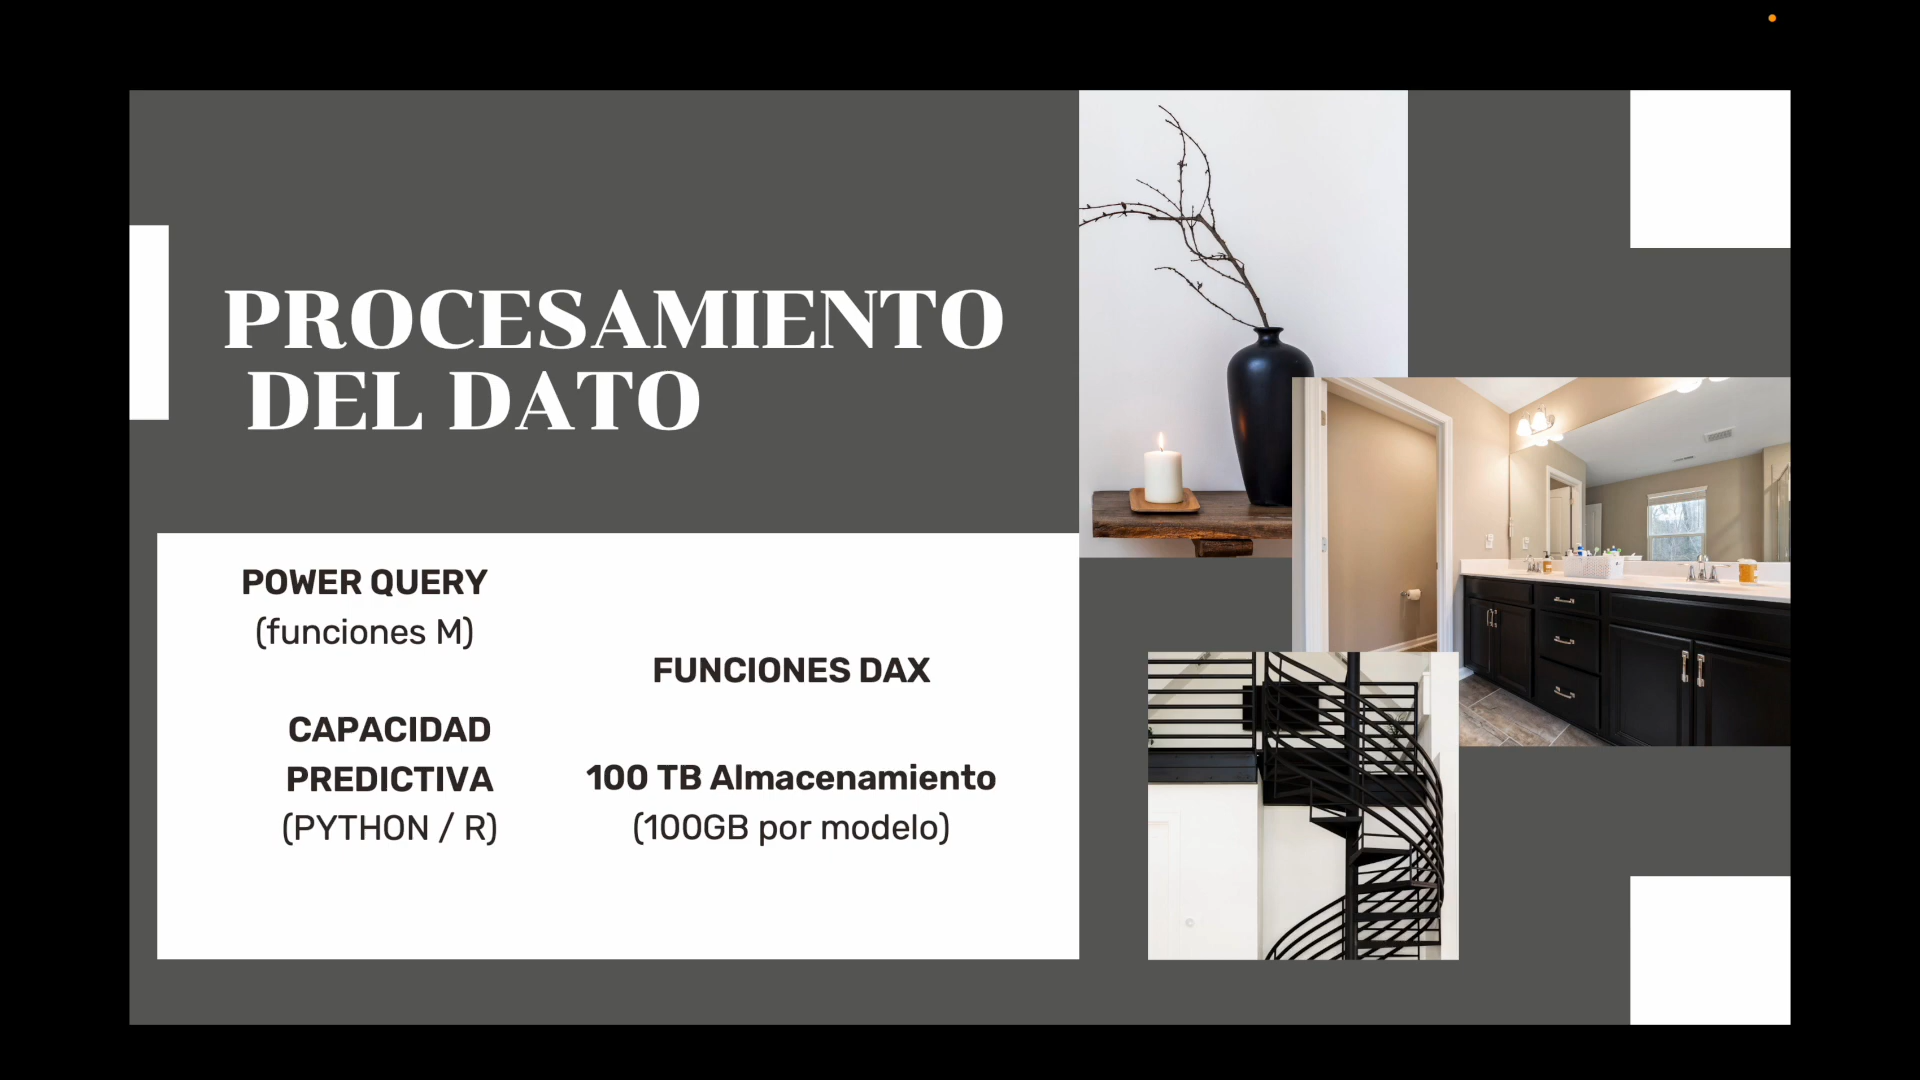 PROCESAMIENTO
DEL DATO
POWER QUERY
(funciones M)
CAPACIDAD
PREDICTIVA
(PYTHON / R)
FUNCIONES DAX
100 TB Almacenamiento
(100GB por modelo)